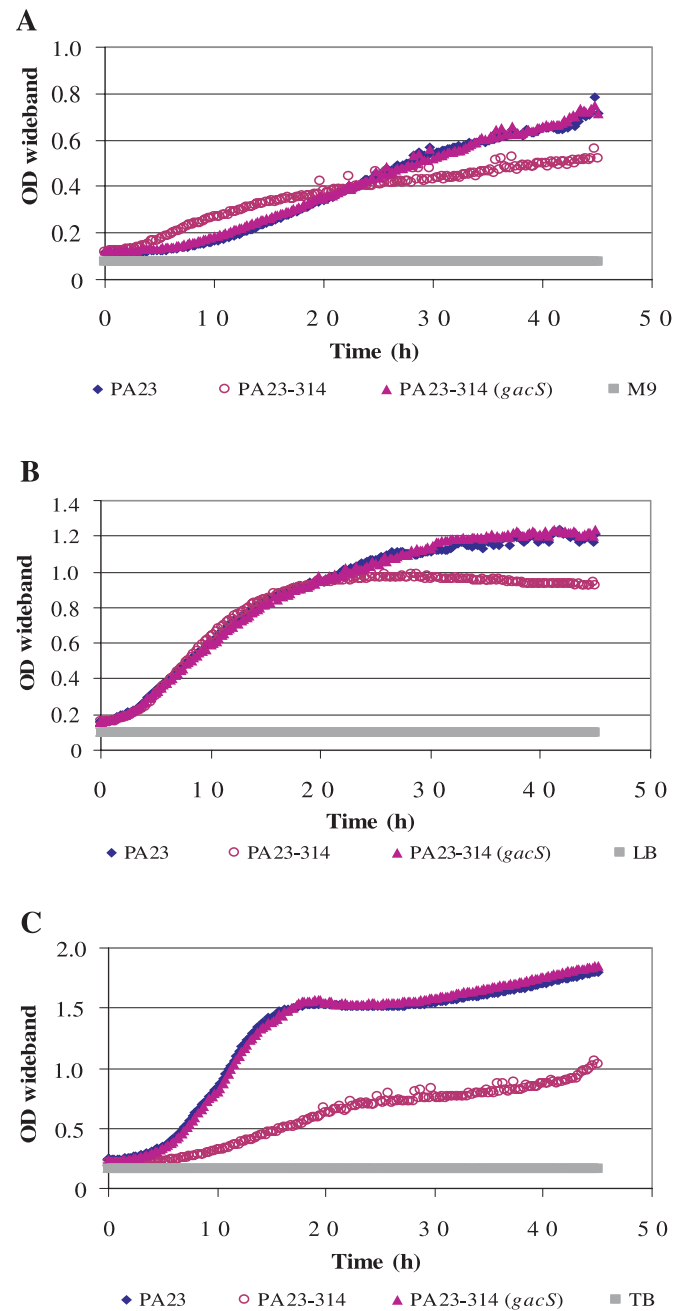 A
1.0
0.8
0.6
0.4
0.2
0
OD wideband
0 10 20 30 40 50
Time (h)
PA23 PA23-314 PA23-314 (gacS) M9
B
1.4
1.2
1.0
0.8
0.6
0.4
0.2
0
OD wideband
0 10 20 30 40 50
Time (h)
PA23 PA23-314 PA23-314 (gacS) LB
C
2.0
1.5
1.0
0.5
0
OD wideband
0 10 20 30 40 50
Time (h)
PA23 PA23-314 PA23-314 (gacS) TB